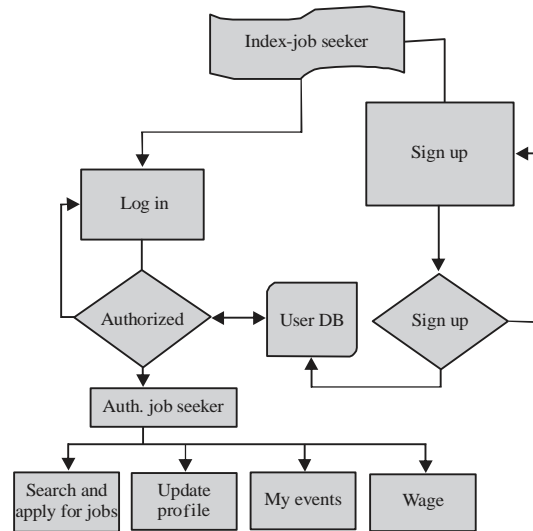 Index-job seeker
Sign up
Log in
Authorized
User DB
Sign up
Auth. job seeker
Search and
apply for jobs
Update
profile
My events
Wage